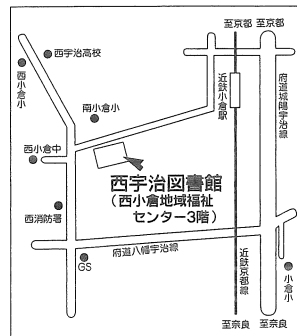 至京都
至京都
西宇治高校
西小倉小
南小倉小
近鉄小倉駅
府道城陽宇治線
西小倉中
西宇治図書館
(西小倉地域福祉
センター3階)
西消防署
府道八幡宇治線
GS
近鉄京都線
小倉小
至奈良
至奈良